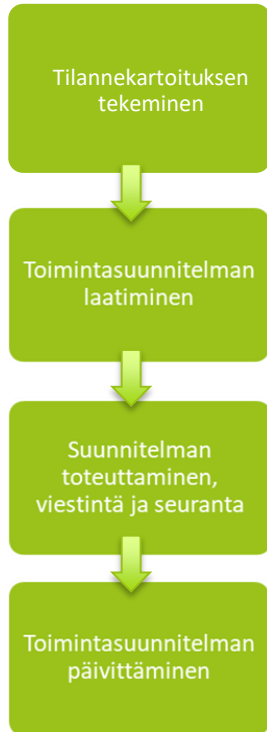 Tilannekartoituksen
tekeminen
Toimintasuunnitelman
laatiminen
Suunnitelman
toteuttaminen,
viestintä ja seuranta
Toimintasuunnitelman
päivittäminen